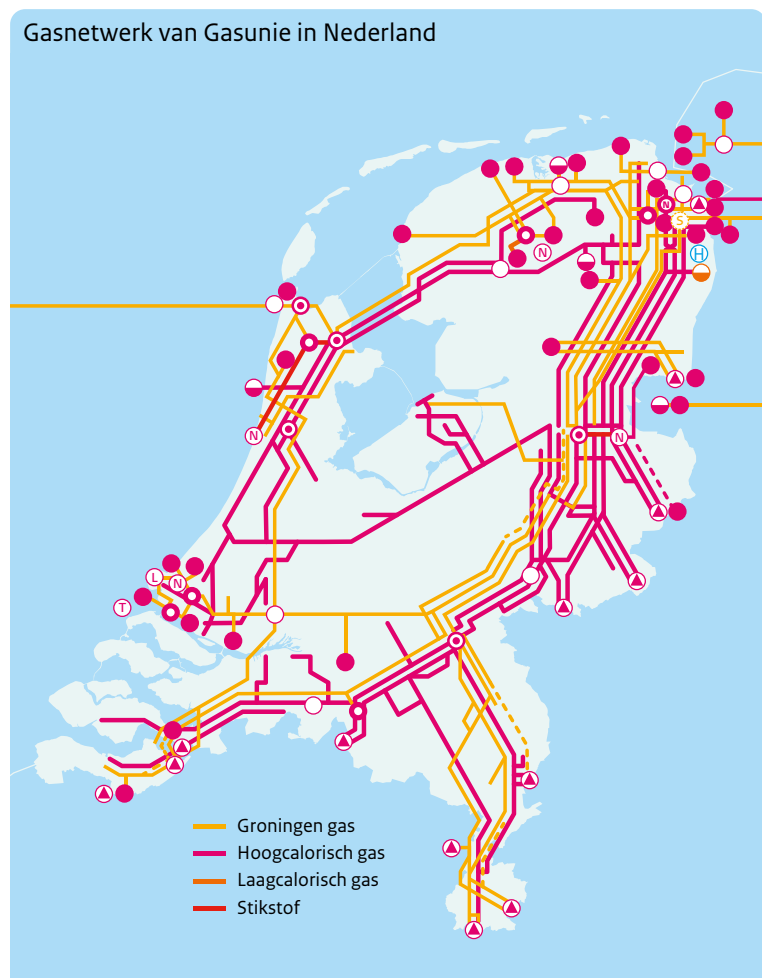 Gasnetwerk van Gasunie in Nederland
N
S
N
H
N
N
L
N
T
Groningen gas
Hoogcalorisch gas
Laagcalorisch gas
Stikstof